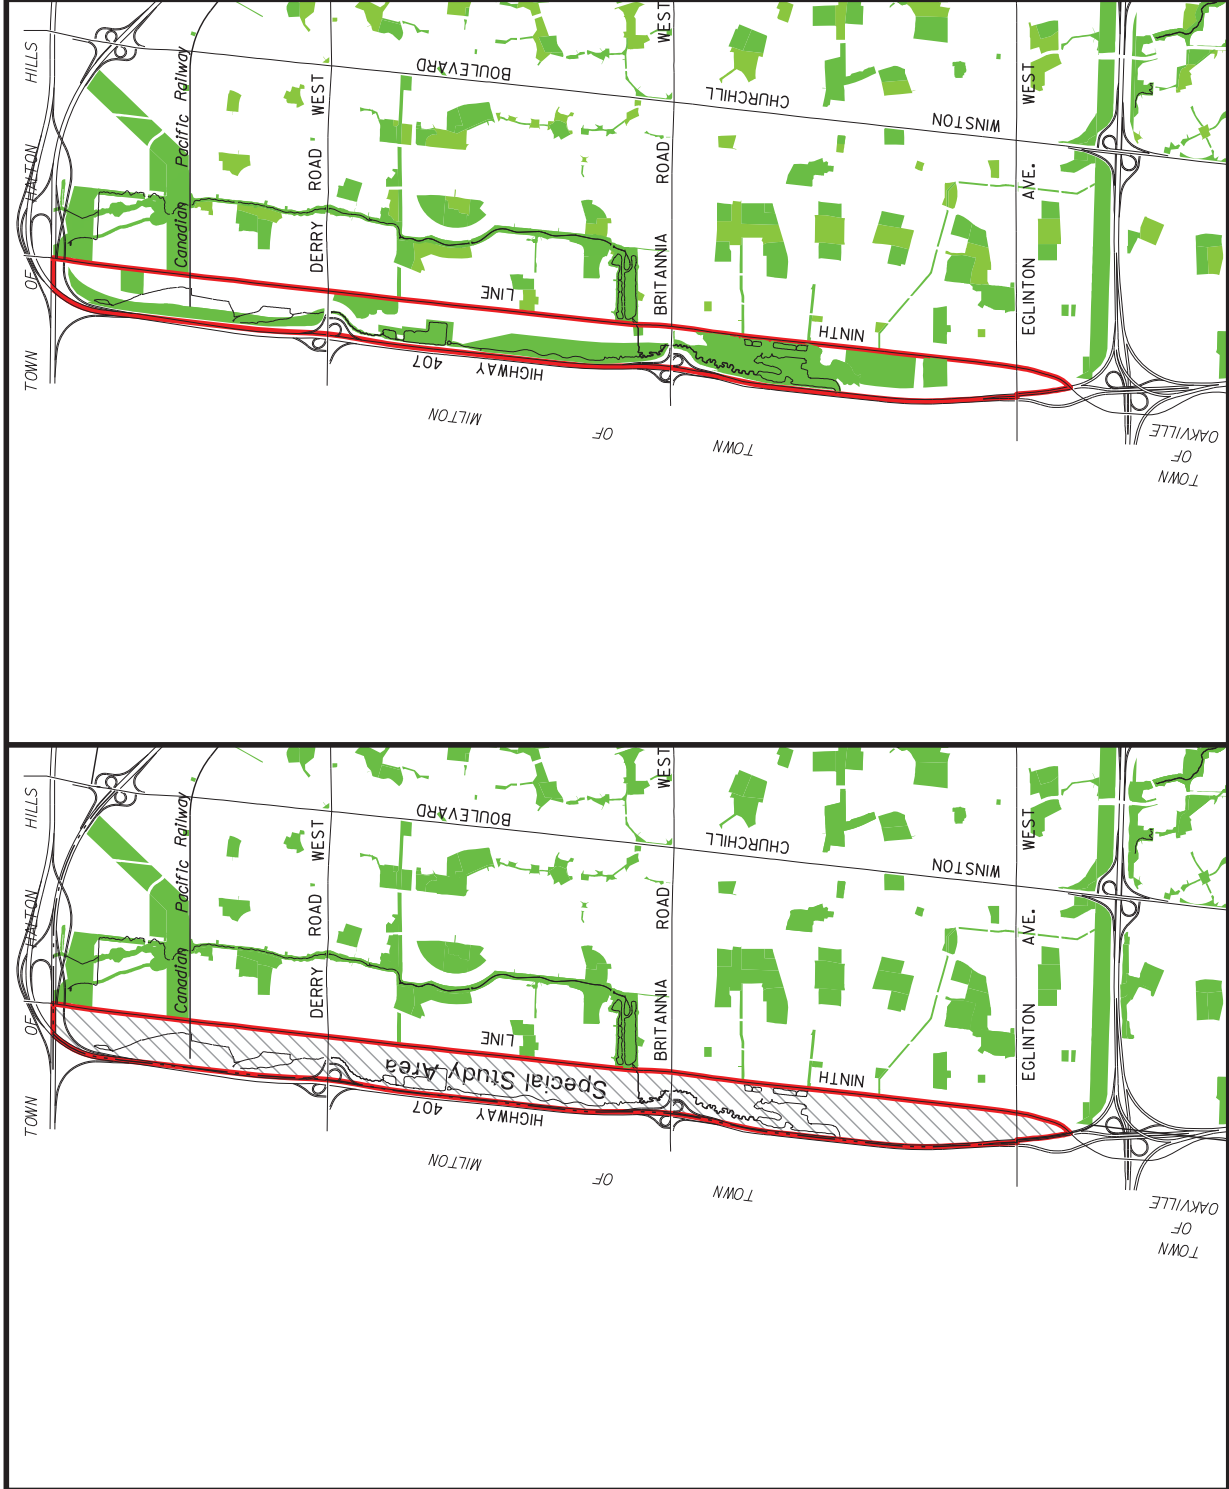 HILLS
HALTON
OF
TOWN
Canadian Pacific Railway
DERRY ROAD WEST
WINSTON CHURCHILL BOULEVARD
BRITANNIA ROAD WEST
EGLINTON AVE. WEST
NINTH LINE
HIGHWAY 407
TOWN OF MILTON
TOWN
OF
OAKVILLE
HILLS
HALTON
OF
TOWN
Canadian Pacific Railway
DERRY ROAD WEST
WINSTON CHURCHILL BOULEVARD
BRITANNIA ROAD WEST
EGLINTON AVE. WEST
NINTH LINE
Special Study Area
HIGHWAY 407
TOWN OF MILTON
TOWN
OF
OAKVILLE